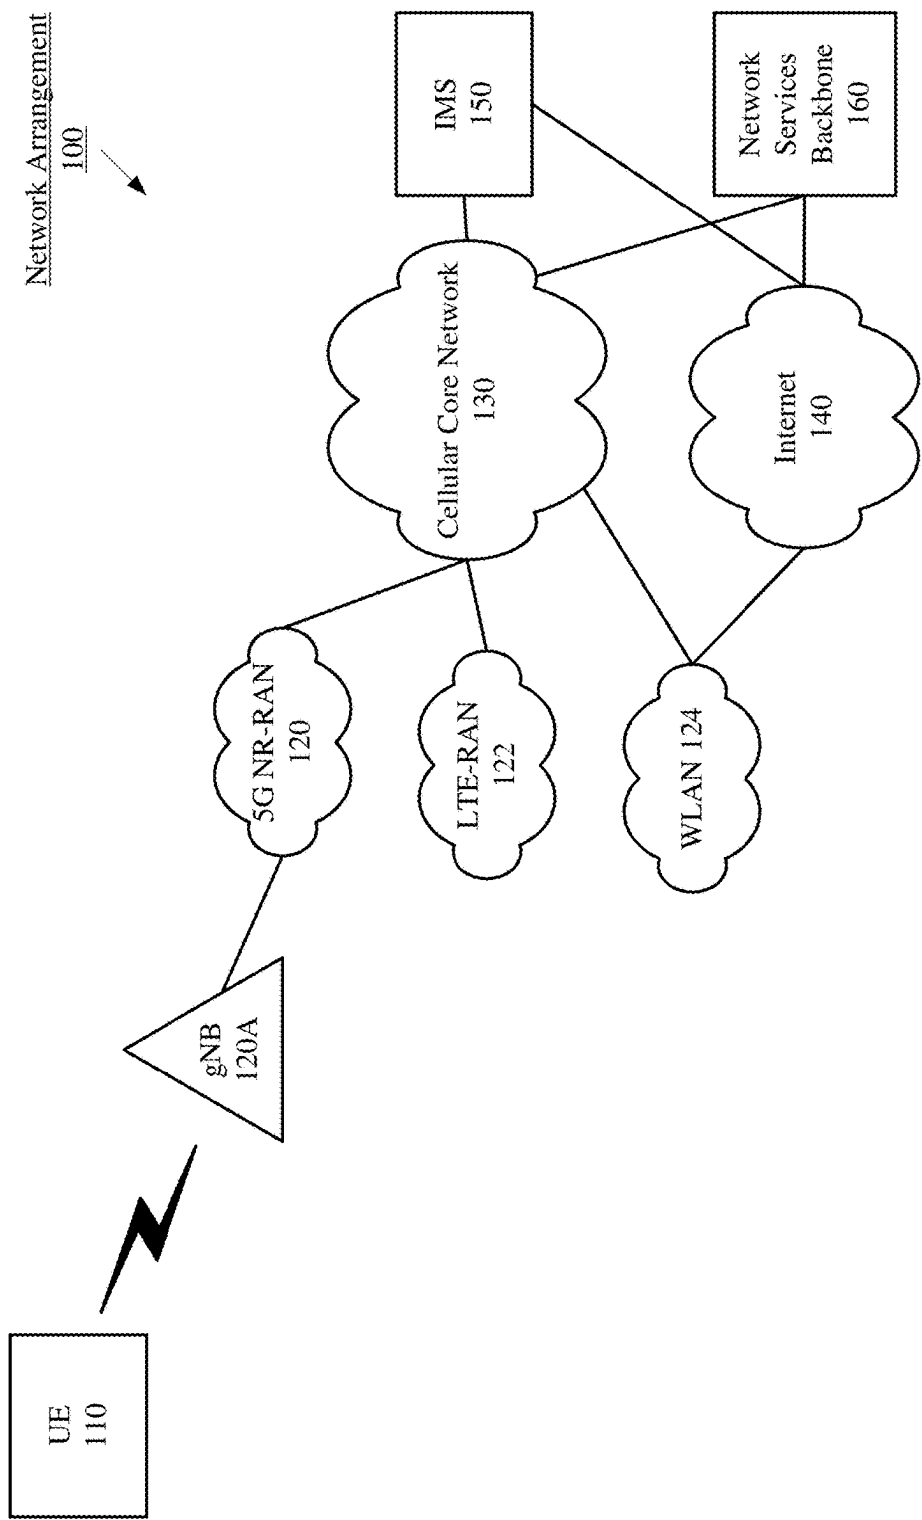 Network Arrangement
100
UE
110
gNB
120A
5G NR-RAN
120
LTE-RAN
122
WLAN 124
Cellular Core Network
130
Internet
140
IMS
150
Network
Services
Backbone
160